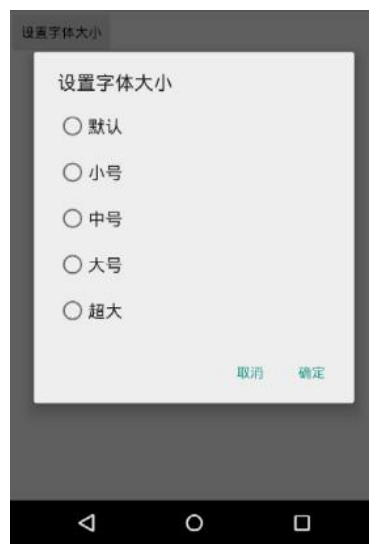 设置字体大小
设置字体大小
默认
小号
中号
大号
超大
取消 确定